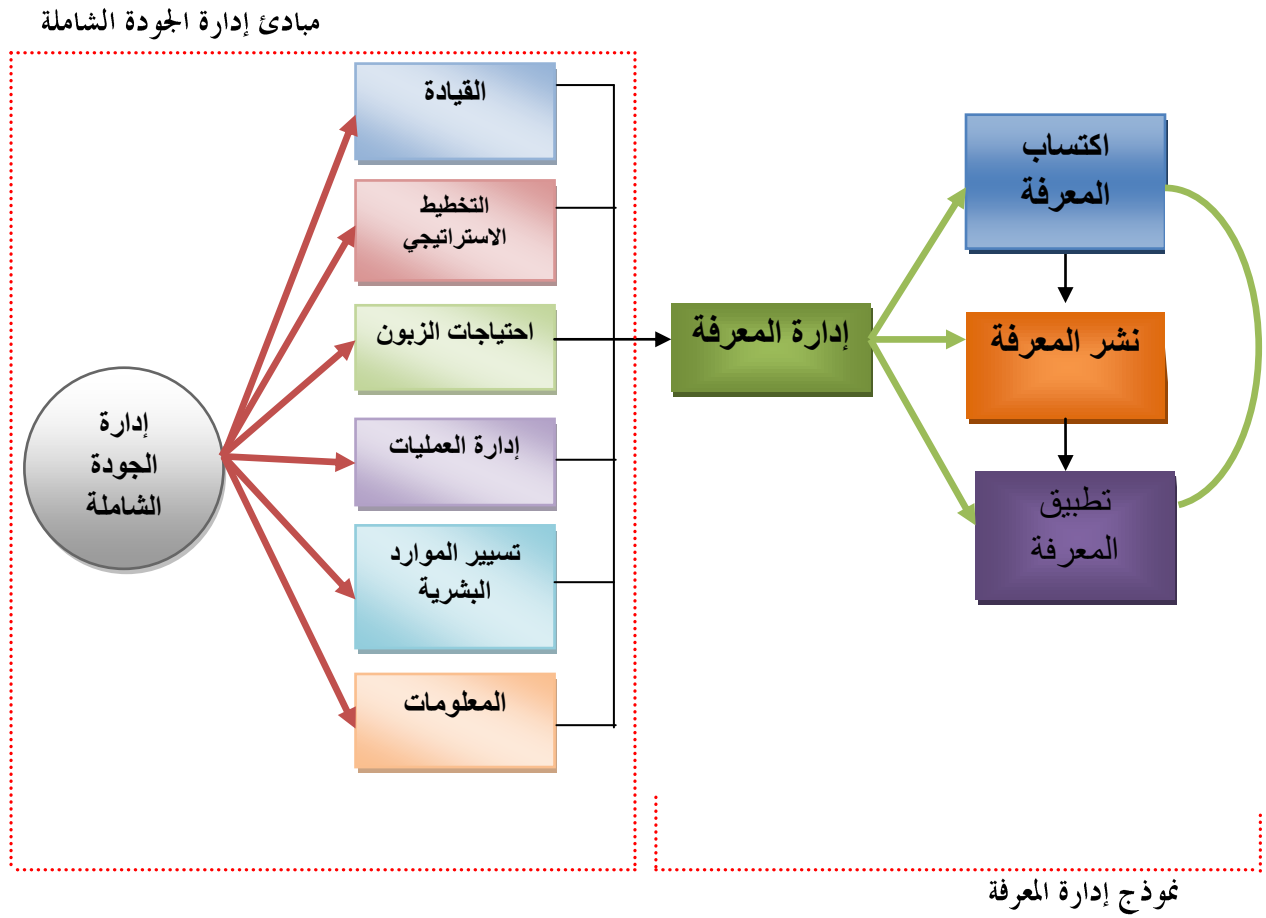 مبادئ إدارة الجودة الشاملة
إدارة
الجودة
الشاملة
القيادة
التخطيط
الاستراتيجي
احتياجات الزبون
إدارة العمليات
تسيير الموارد
البشرية
المعلومات
إدارة المعرفة
اكتساب
المعرفة
نشر المعرفة
تطبيق
المعرفة
نموذج إدارة المعرفة